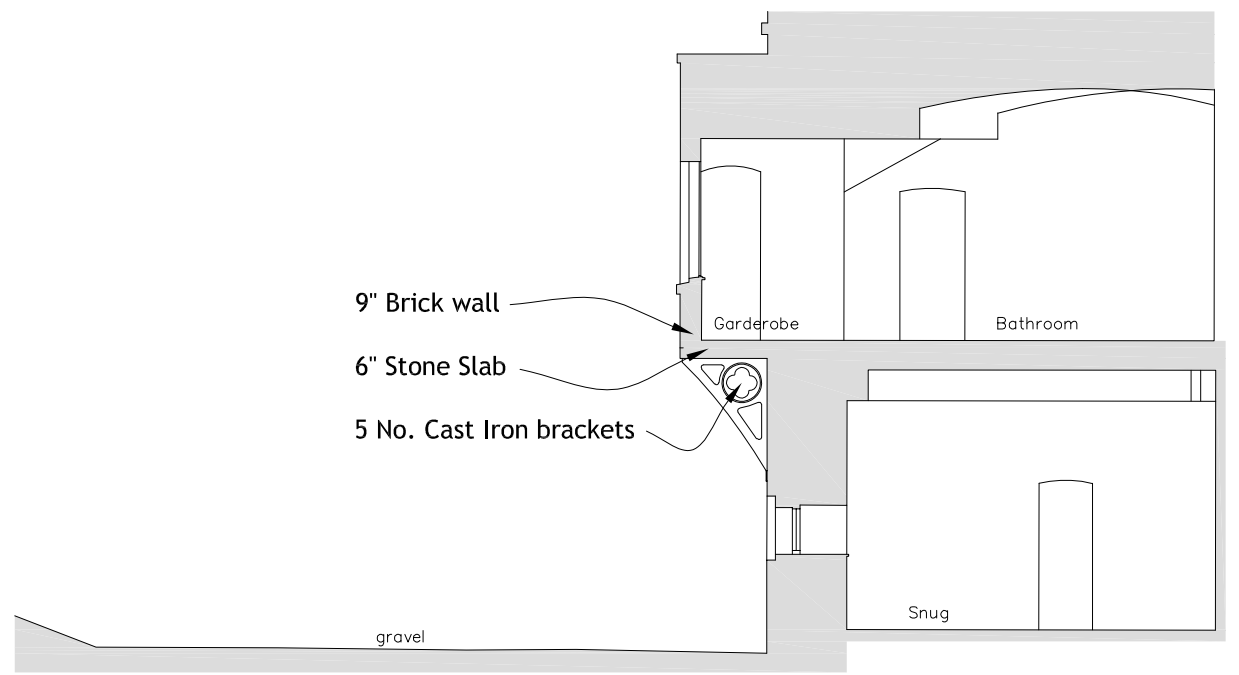 9" Brick wall
Garderobe
Bathroom
6" Stone Slab
5 No. Cast Iron brackets
Snug
gravel